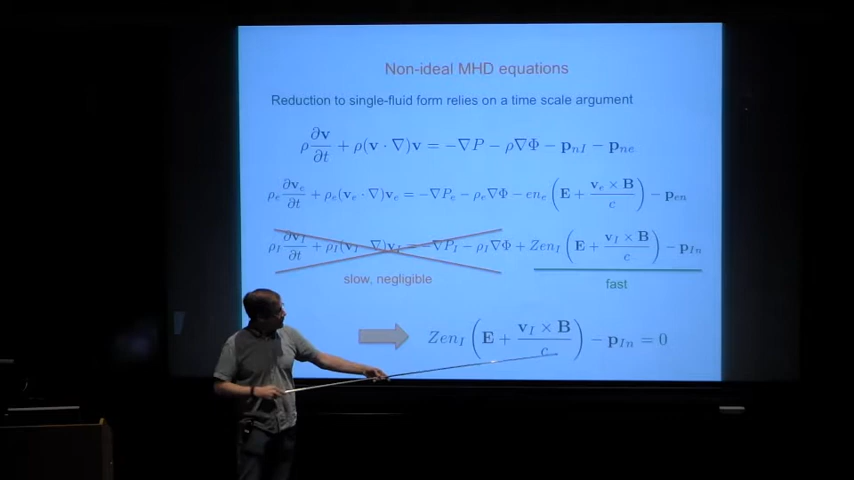 Non-ideal MHD equations
Reduction to single-fluid form relies on a time scale argument
ρ ∂v/∂t + ρ(v · ∇)v = −∇P − ρ∇Φ − p_nI − p_ne
ρ_e ∂v_e/∂t + ρ_e(v_e · ∇)v_e = −∇P_e − ρ_e∇Φ − en_e (E + v_e × B / c) − p_en
ρ_I ∂v_I/∂t + ρ_I(v_I · ∇)v_I = −∇P_I − ρ_I∇Φ + Zen_I (E + v_I × B / c) − p_In
slow, negligible
fast
Zen_I (E + v_I × B / c) − p_In = 0